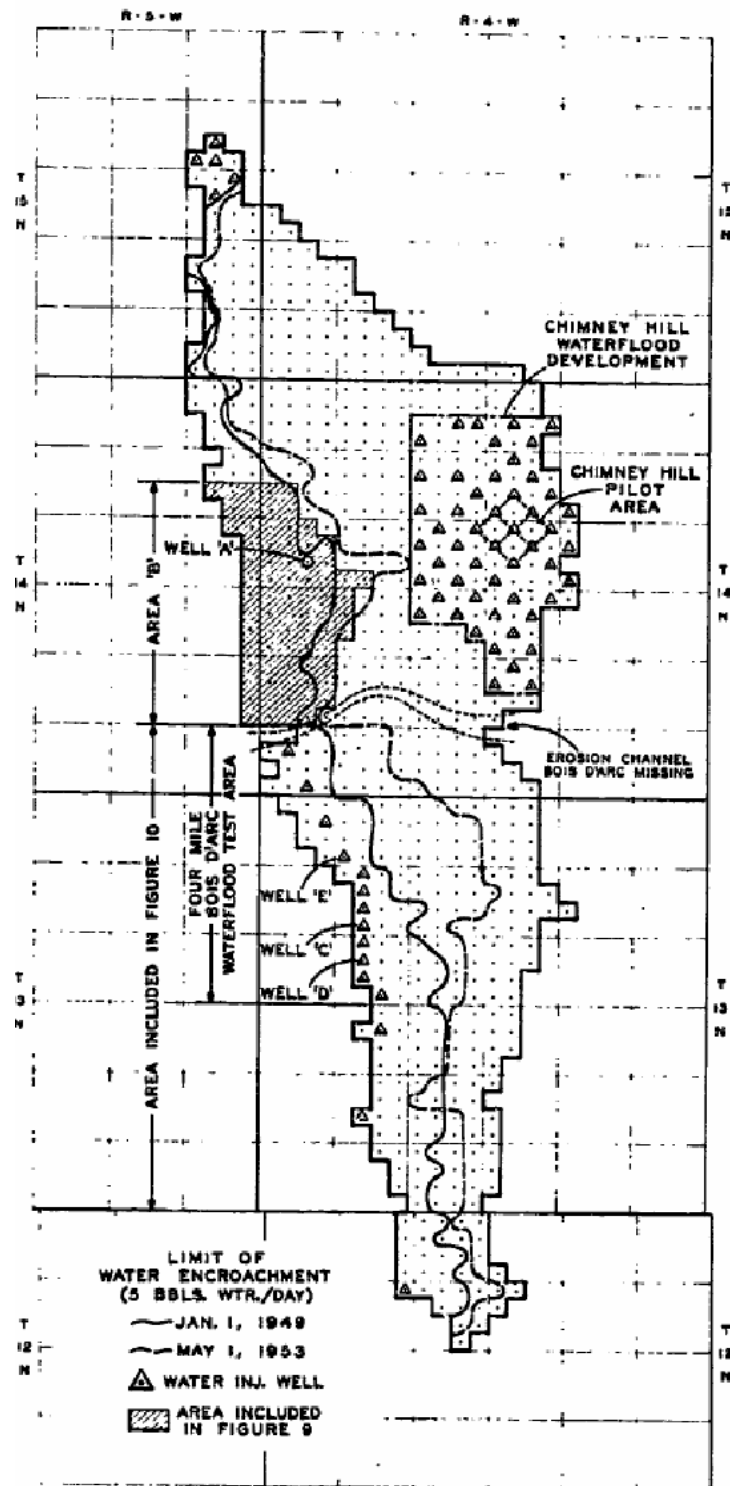 R-5-W
R-4-W
T
15
N
T
15
N
CHIMNEY HILL
WATERFLOOD
DEVELOPMENT
CHIMNEY HILL
PILOT
AREA
WELL 'A'
AREA 'B'
T
14
N
T
14
N
EROSION CHANNEL
BOIS D'ARC MISSING
AREA INCLUDED IN FIGURE 10
FOUR MILE
BOIS D'ARC
WATERFLOOD TEST AREA
WELL 'E'
WELL 'C'
WELL 'D'
T
13
N
T
13
N
LIMIT OF
WATER ENCROACHMENT
(5 BBLS. WTR./DAY)
JAN. 1, 1949
MAY 1, 1953
WATER INJ. WELL
AREA INCLUDED
IN FIGURE 9
T
12
N
T
12
N